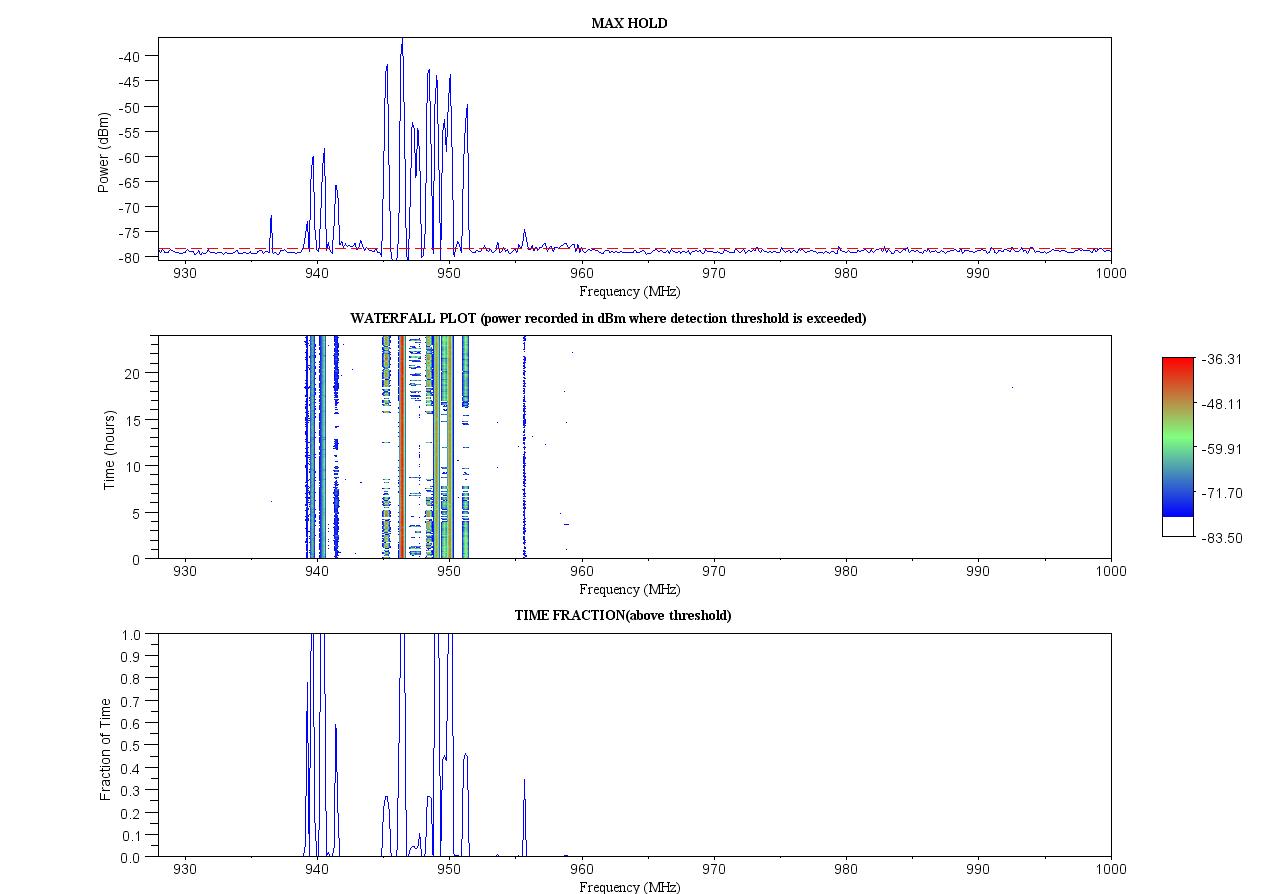 MAX HOLD
Power (dBm)
-40
-45
-50
-55
-60
-65
-70
-75
-80
930 940 950 960 970 980 990 1000
Frequency (MHz)
WATERFALL PLOT (power recorded in dBm where detection threshold is exceeded)
Time (hours)
20
15
10
5
0
930 940 950 960 970 980 990 1000
Frequency (MHz)
-36.31
-48.11
-59.91
-71.70
-83.50
TIME FRACTION(above threshold)
Fraction of Time
1.0
0.9
0.8
0.7
0.6
0.5
0.4
0.3
0.2
0.1
0.0
930 940 950 960 970 980 990 1000
Frequency (MHz)